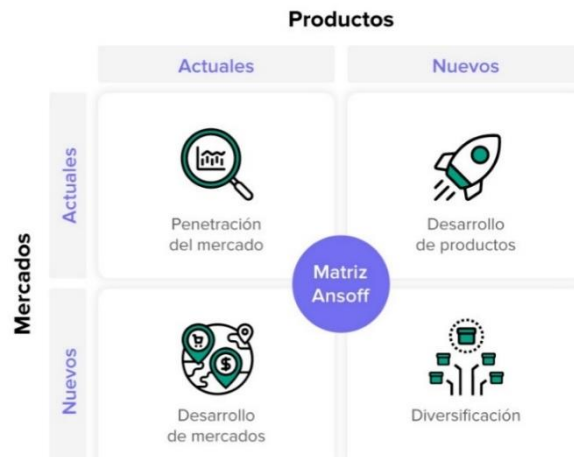 Productos
Actuales
Nuevos
Mercados
Actuales
Penetración
del mercado
Desarrollo
de productos
Matriz
Ansoff
Nuevos
$
Desarrollo
de mercados
Diversificación